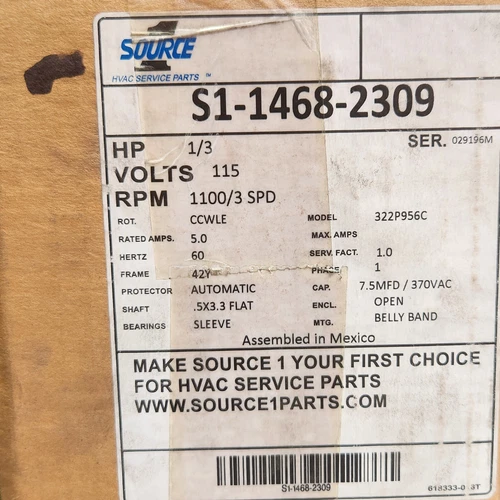 SOURCE 1
HVAC SERVICE PARTS ™
S1-1468-2309
SER. 029196M
HP 1/3
VOLTS 115
RPM 1100/3 SPD
ROT. CCWLE MODEL 322P956C
RATED AMPS. 5.0 MAX. AMPS
HERTZ 60 SERV. FACT. 1.0
FRAME 42Y PHASE 1
PROTECTOR AUTOMATIC CAP. 7.5MFD / 370VAC
SHAFT .5X3.3 FLAT ENCL. OPEN
BEARINGS SLEEVE MTG. BELLY BAND
Assembled in Mexico
MAKE SOURCE 1 YOUR FIRST CHOICE
FOR HVAC SERVICE PARTS
WWW.SOURCE1PARTS.COM
S1-1468-2309